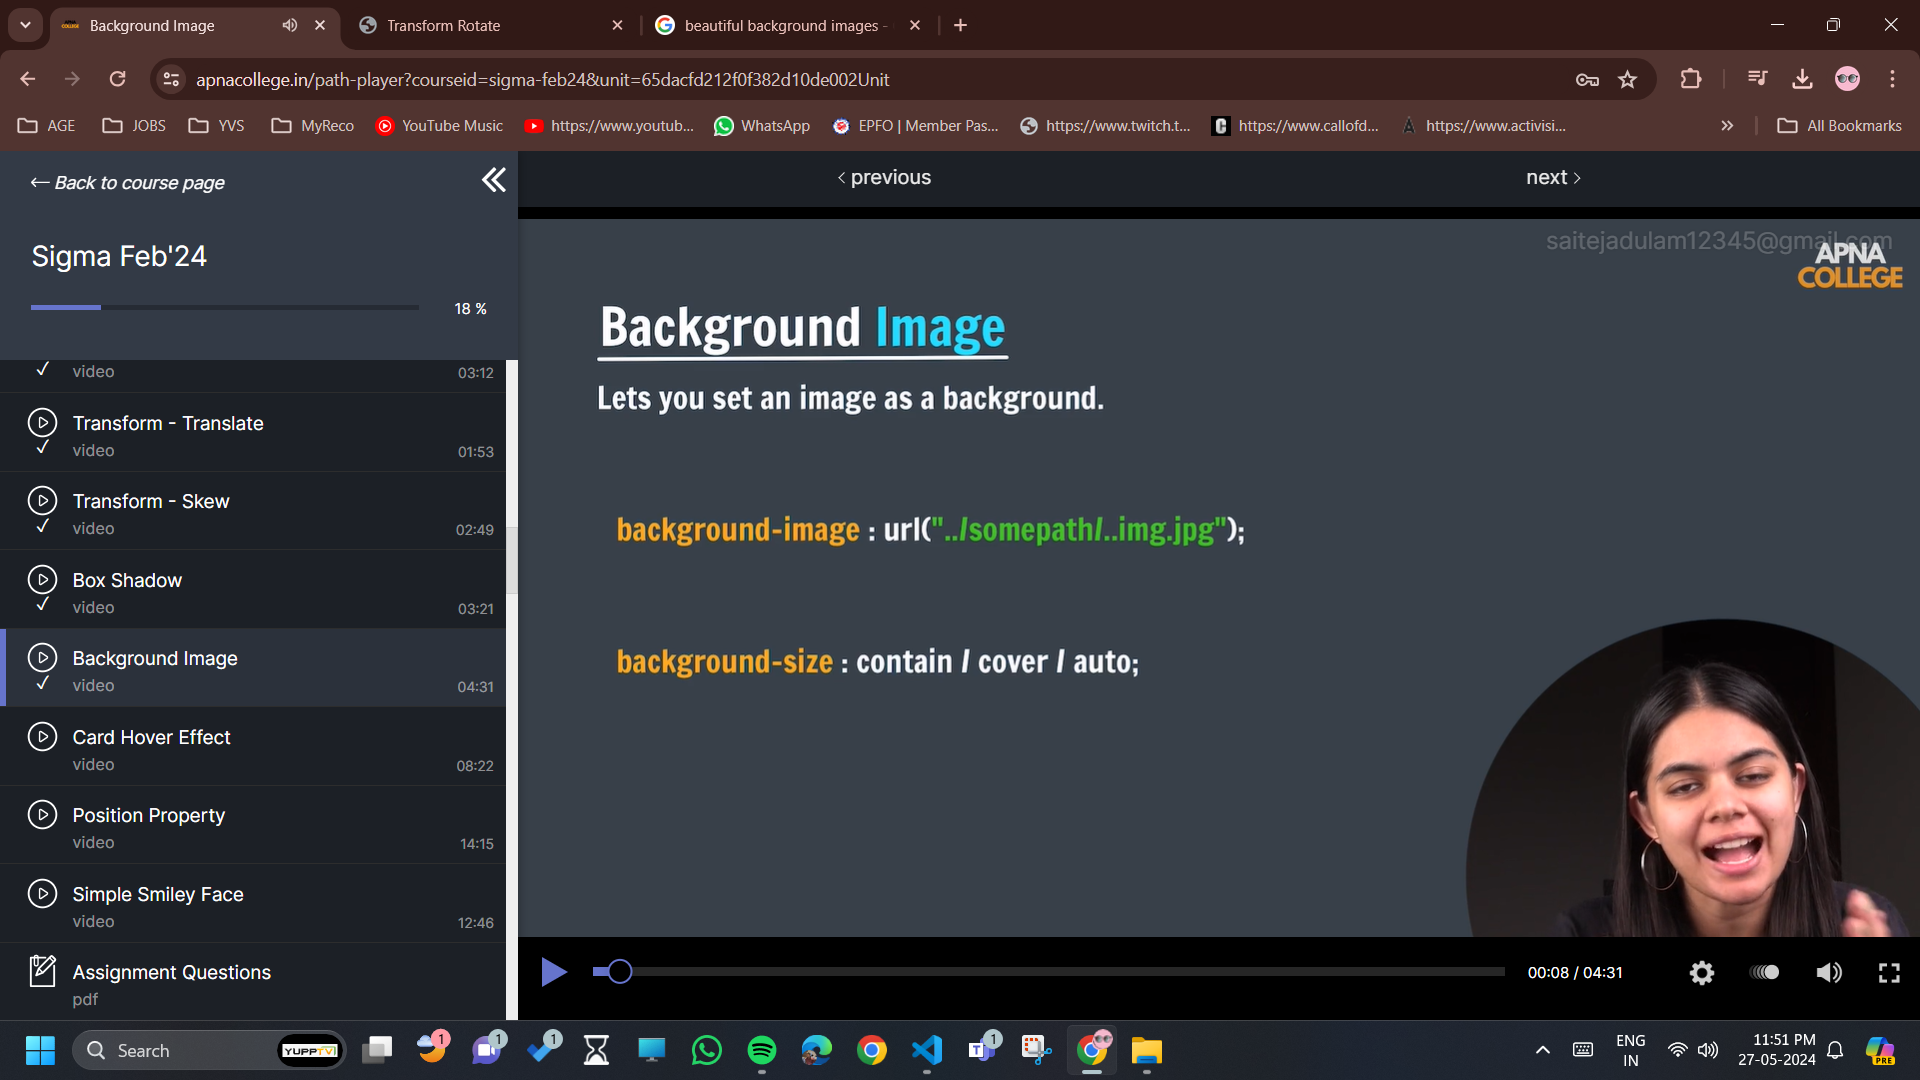 Background Image
Transform Rotate
beautiful background images -
apnacollege.in/path-player?courseid=sigma-feb24&unit=65dacfd212f0f382d10de002Unit
AGE
JOBS
YVS
MyReco
YouTube Music
https://www.youtub...
WhatsApp
EPFO | Member Pas...
https://www.twitch.t...
https://www.callofd...
https://www.activisi...
All Bookmarks
← Back to course page
Sigma Feb'24
18 %
video 03:12
Transform - Translate
video 01:53
Transform - Skew
video 02:49
Box Shadow
video 03:21
Background Image
video 04:31
Card Hover Effect
video 08:22
Position Property
video 14:15
Simple Smiley Face
video 12:46
Assignment Questions
pdf
‹ previous
next ›
saitejadulam12345@gmail.com
APNA
COLLEGE
Background Image
Lets you set an image as a background.
background-image : url("../somepath/..img.jpg");
background-size : contain / cover / auto;
00:08 / 04:31
Search
YUPPTV
1
1
1
1
ENG
IN
11:51 PM
27-05-2024
PRE